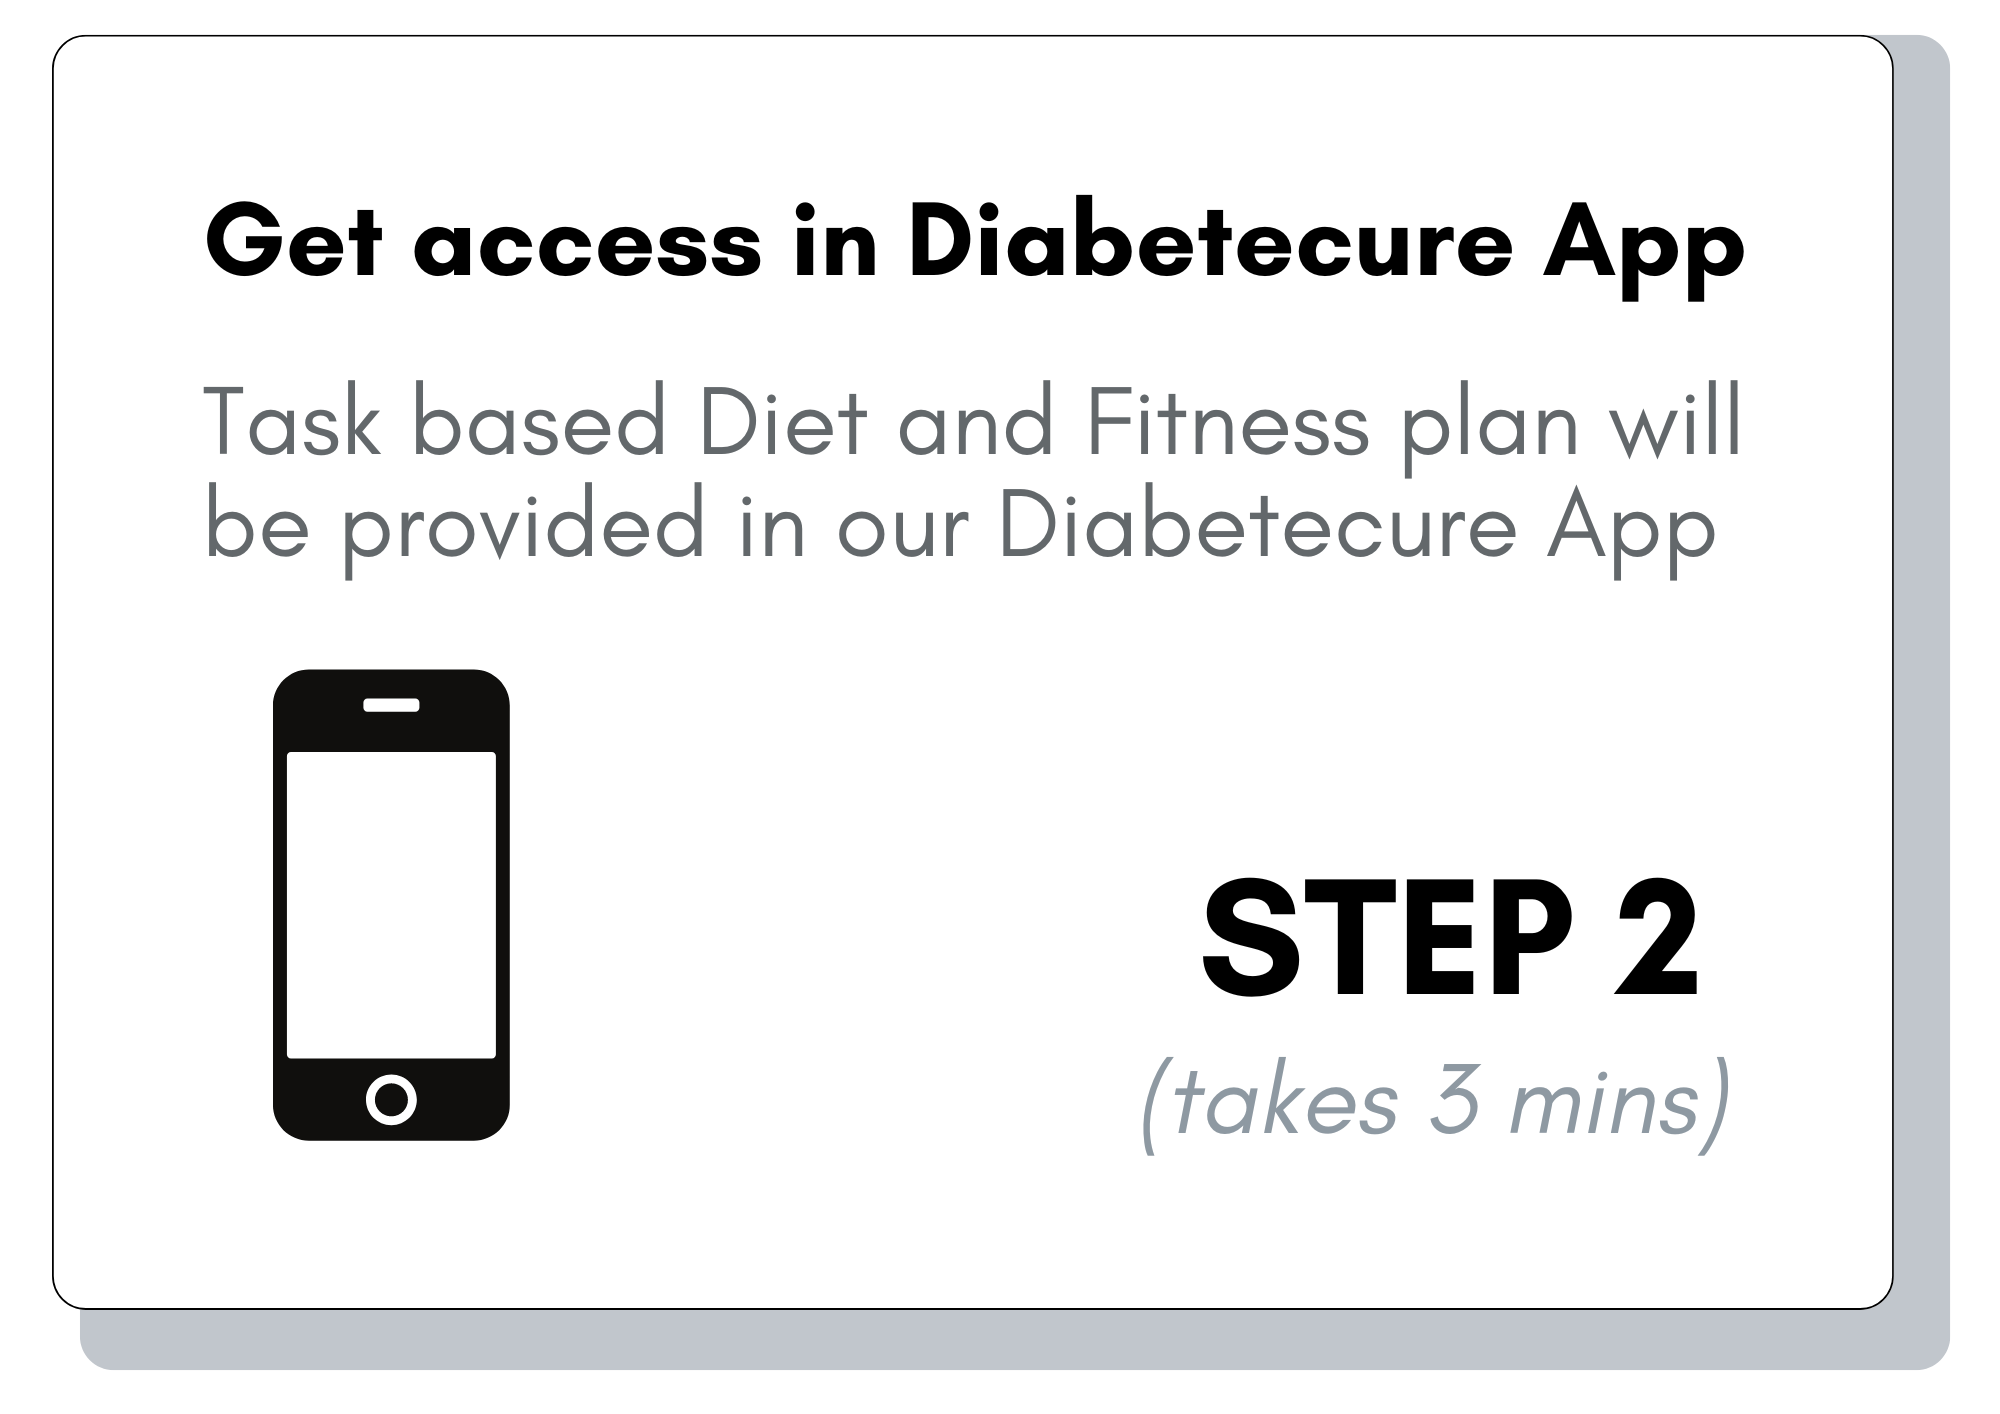 Get access in Diabetecure App
Task based Diet and Fitness plan will
be provided in our Diabetecure App
STEP 2
(takes 3 mins)